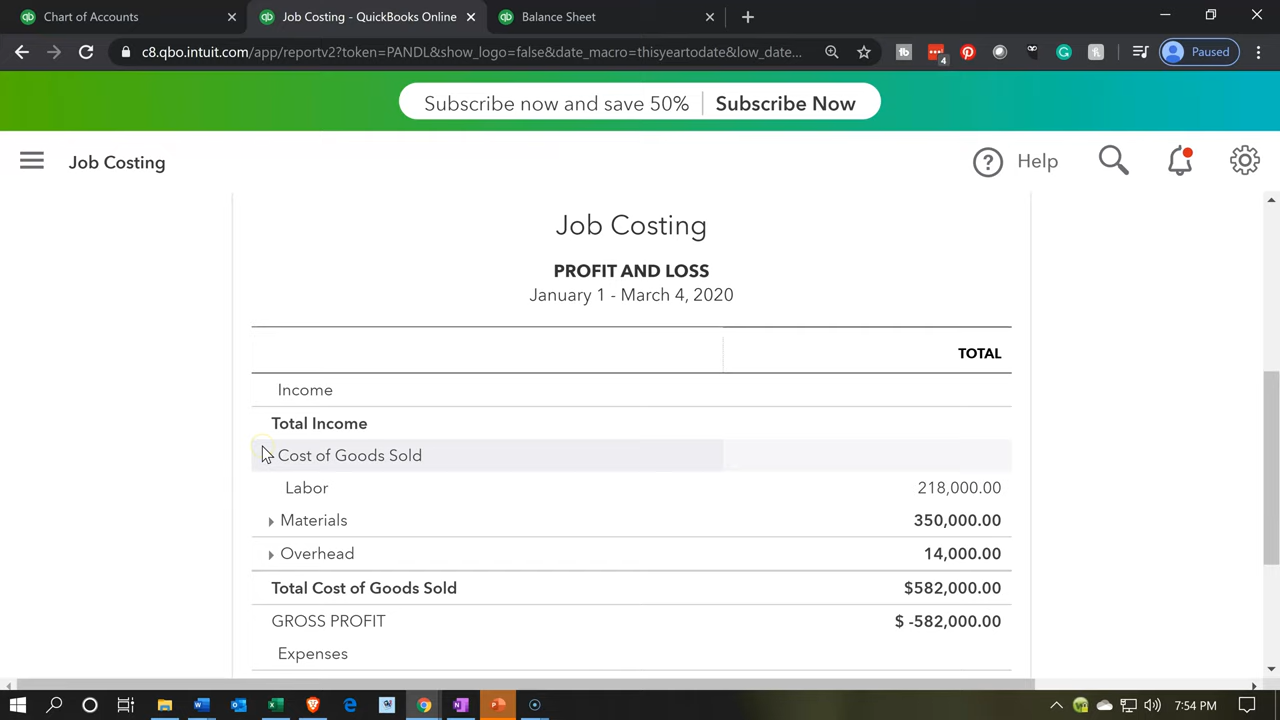 Chart of Accounts
Job Costing - QuickBooks Online
Balance Sheet
c8.qbo.intuit.com/app/reportv2?token=PANDL&show_logo=false&date_macro=thisyeartodate&low_date...
4
Paused
Subscribe now and save 50% Subscribe Now
Job Costing
Help
Job Costing
PROFIT AND LOSS
January 1 - March 4, 2020
TOTAL
Income
Total Income
Cost of Goods Sold
Labor 218,000.00
Materials 350,000.00
Overhead 14,000.00
Total Cost of Goods Sold $582,000.00
GROSS PROFIT $ -582,000.00
Expenses
7:54 PM